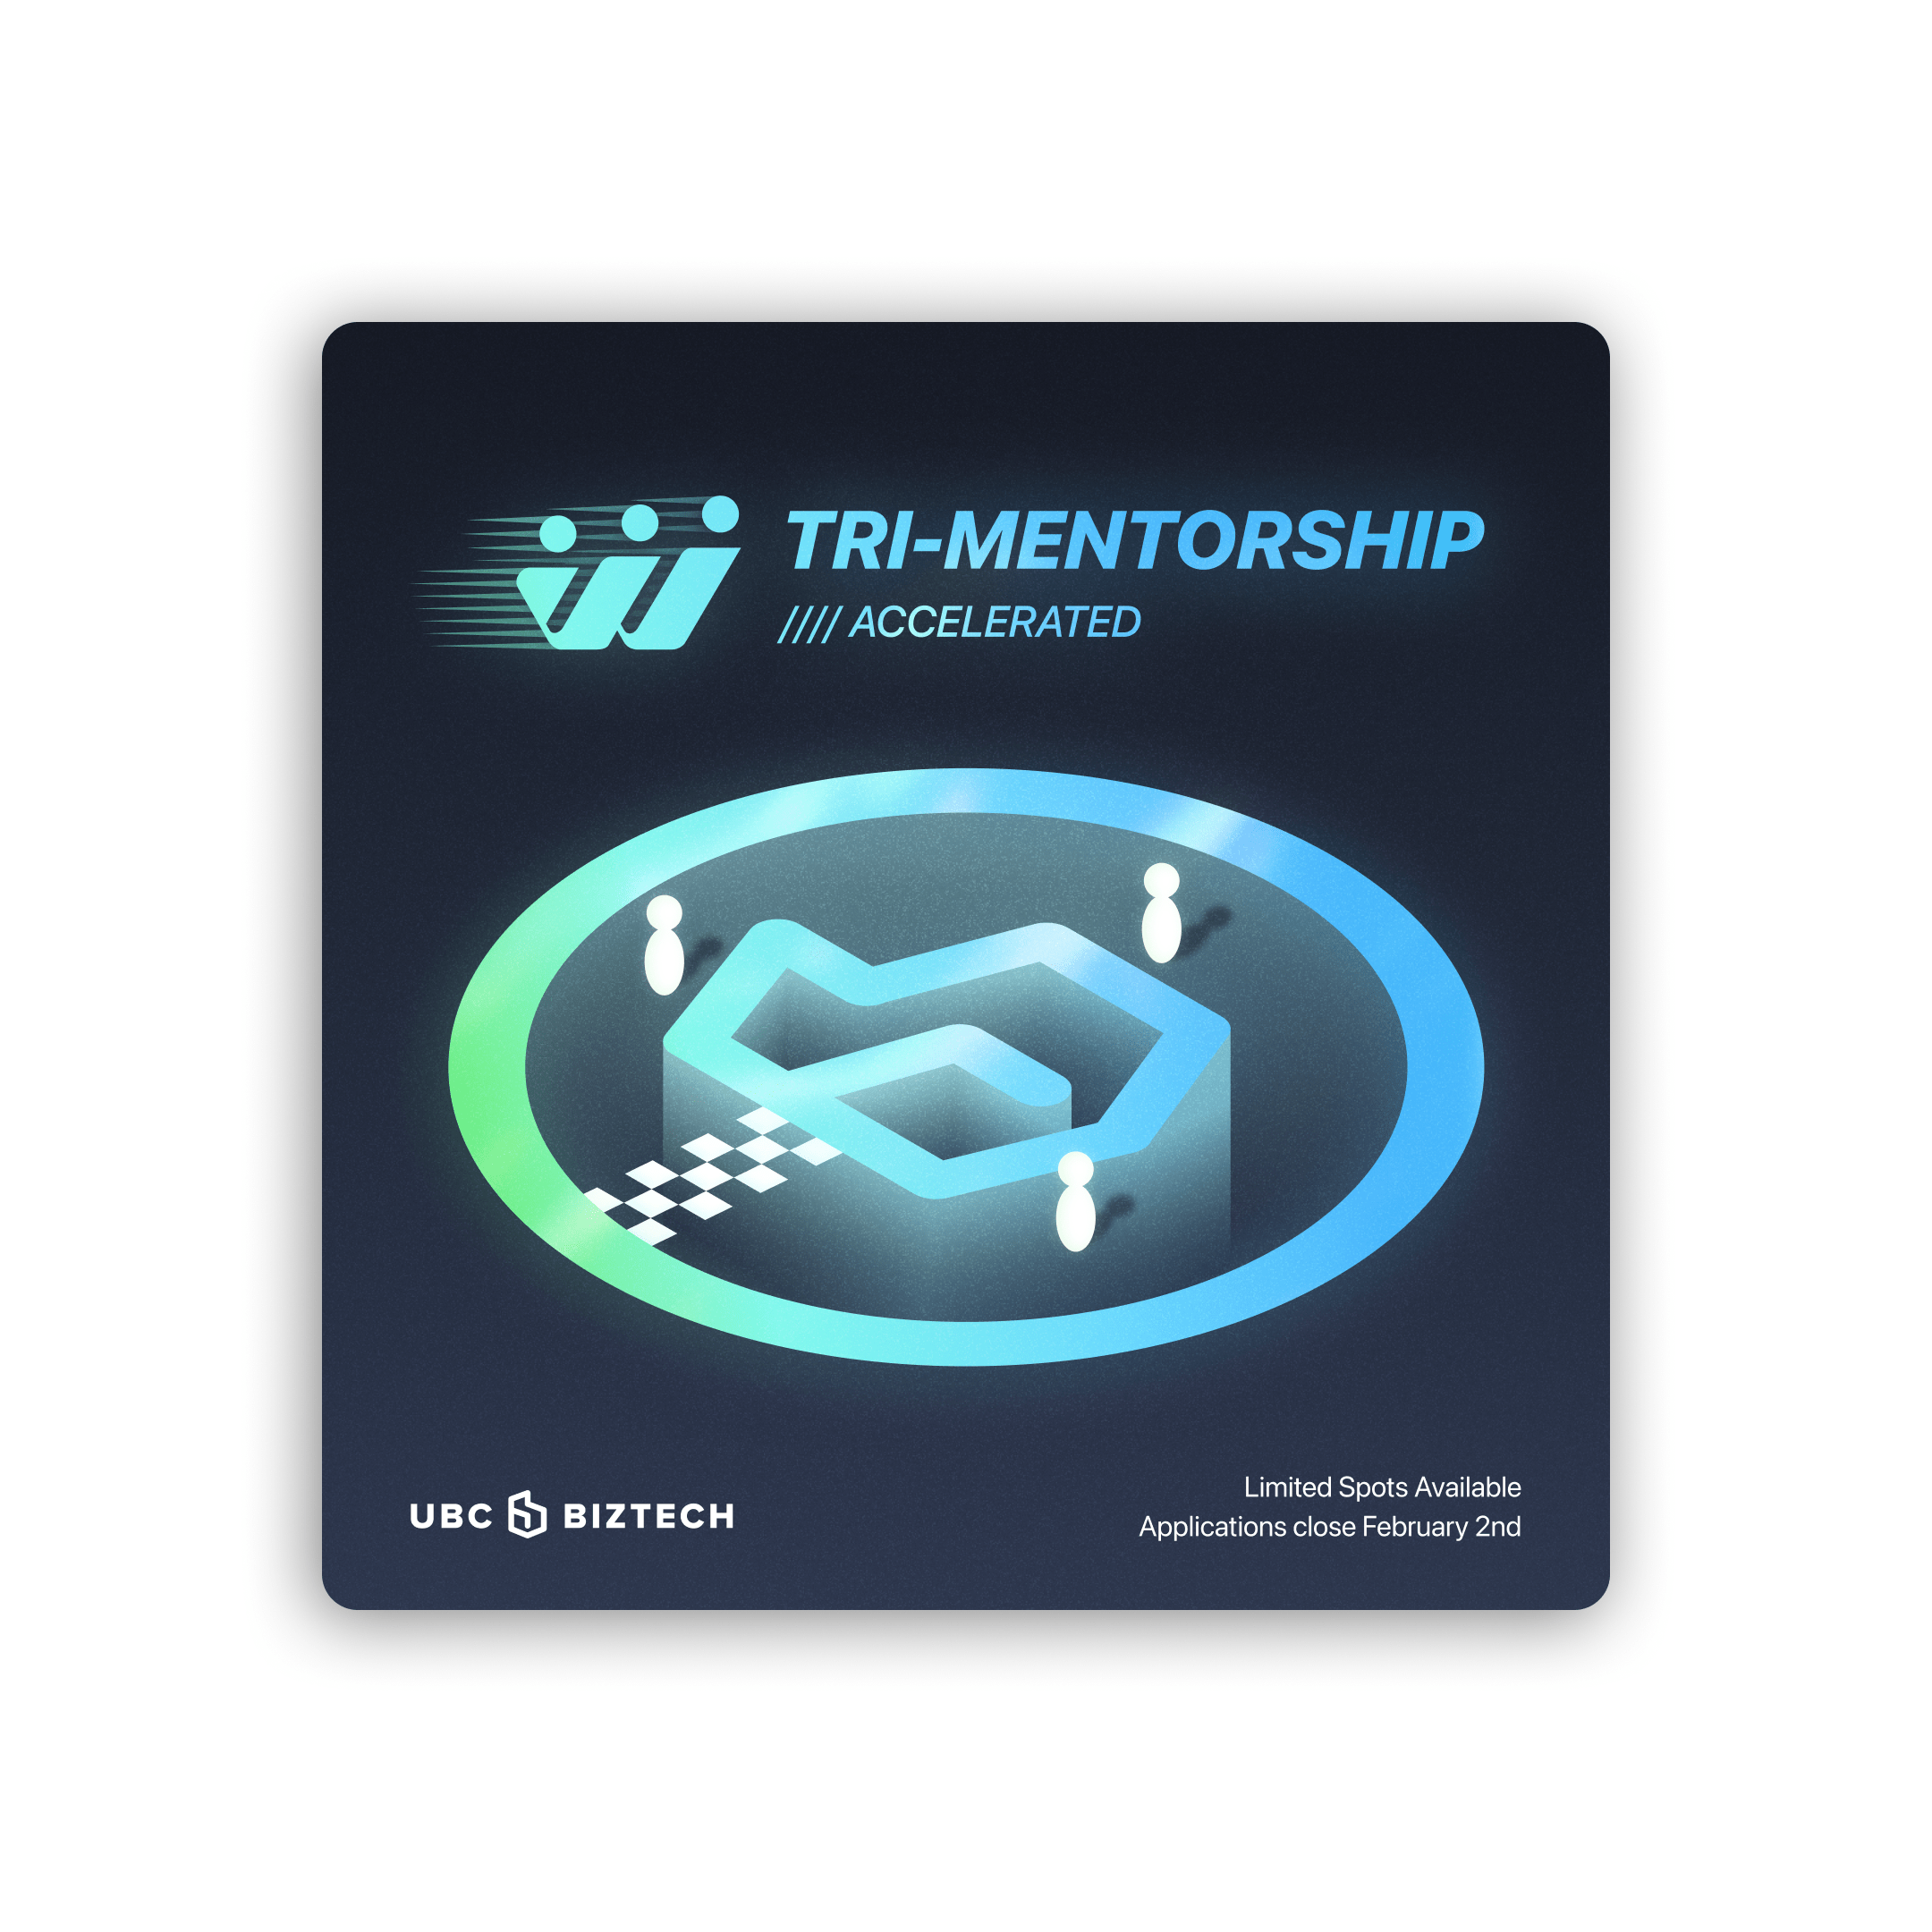 TRI-MENTORSHIP
//// ACCELERATED
UBC BIZTECH
Limited Spots Available
Applications close February 2nd